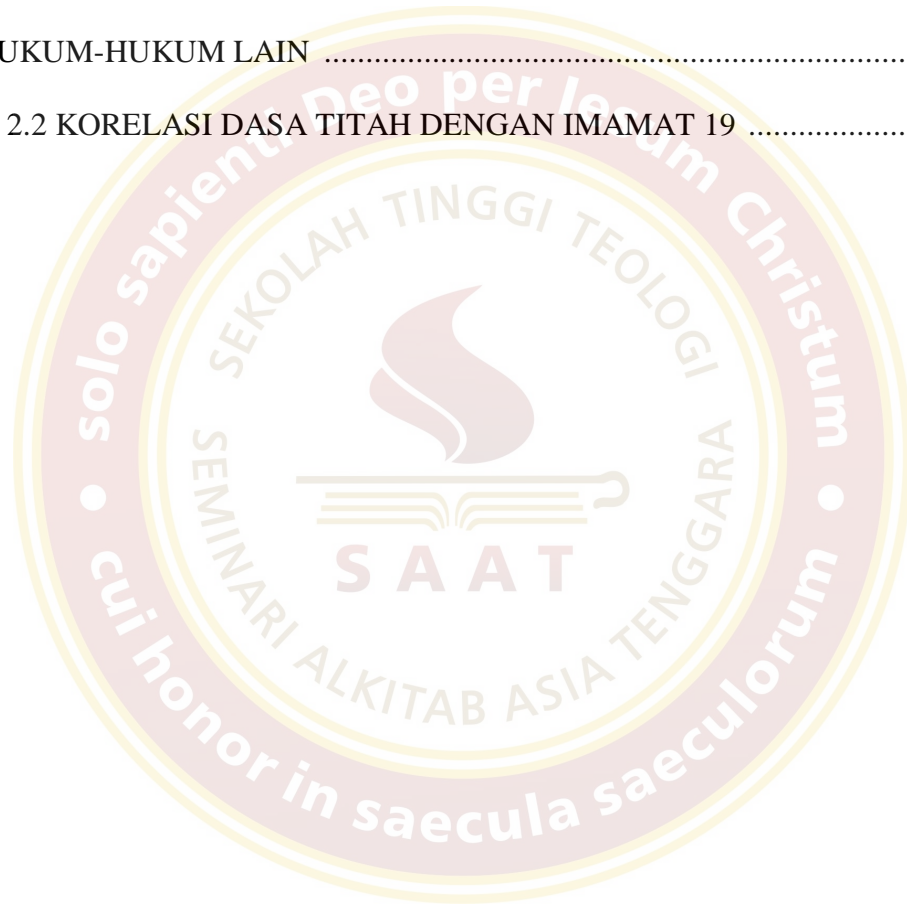 UKUM-HUKUM LAIN ...............................................................
2.2 KORELASI DASA TITAH DENGAN IMAMAT 19 .................
solo sapienti Deo per Iesum Christum
cui honor in saecula saeculorum
SEKOLAH TINGGI TEOLOGI
SEMINARI ALKITAB ASIA TENGGARA
SAAT